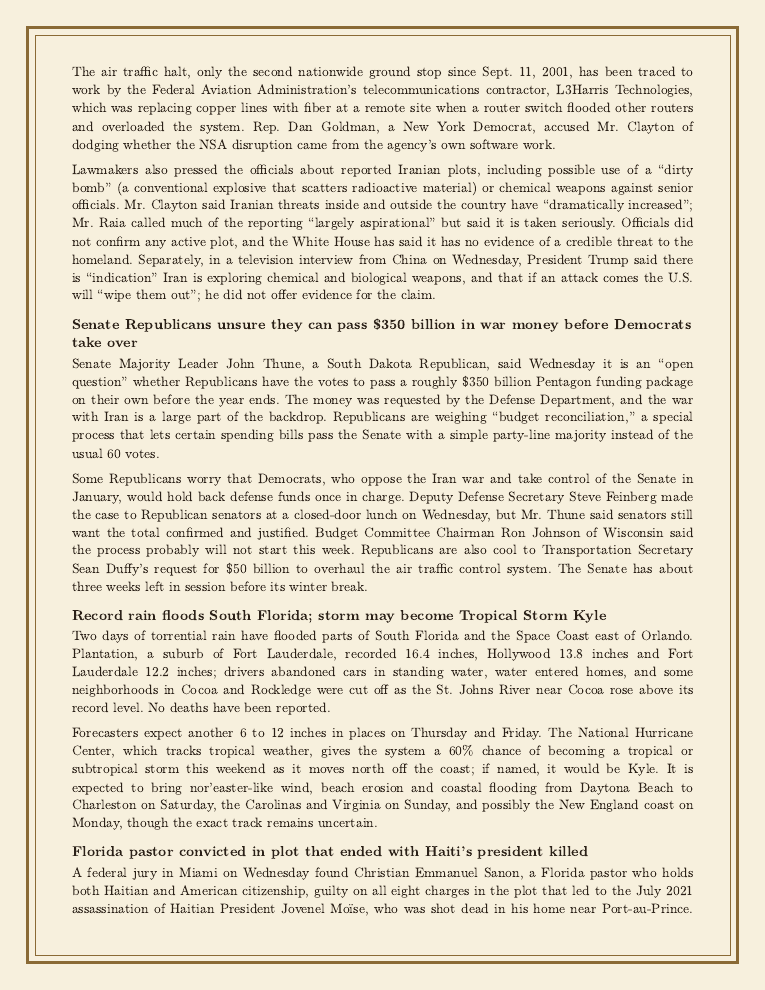 The air traffic halt, only the second nationwide ground stop since Sept. 11, 2001, has been traced to
work by the Federal Aviation Administration's telecommunications contractor, L3Harris Technologies,
which was replacing copper lines with fiber at a remote site when a router switch flooded other routers
and overloaded the system. Rep. Dan Goldman, a New York Democrat, accused Mr. Clayton of
dodging whether the NSA disruption came from the agency's own software work.
Lawmakers also pressed the officials about reported Iranian plots, including possible use of a “dirty
bomb” (a conventional explosive that scatters radioactive material) or chemical weapons against senior
officials. Mr. Clayton said Iranian threats inside and outside the country have “dramatically increased”;
Mr. Raia called much of the reporting “largely aspirational” but said it is taken seriously. Officials did
not confirm any active plot, and the White House has said it has no evidence of a credible threat to the
homeland. Separately, in a television interview from China on Wednesday, President Trump said there
is “indication” Iran is exploring chemical and biological weapons, and that if an attack comes the U.S.
will “wipe them out”; he did not offer evidence for the claim.
Senate Republicans unsure they can pass $350 billion in war money before Democrats
take over
Senate Majority Leader John Thune, a South Dakota Republican, said Wednesday it is an “open
question” whether Republicans have the votes to pass a roughly $350 billion Pentagon funding package
on their own before the year ends. The money was requested by the Defense Department, and the war
with Iran is a large part of the backdrop. Republicans are weighing “budget reconciliation,” a special
process that lets certain spending bills pass the Senate with a simple party-line majority instead of the
usual 60 votes.
Some Republicans worry that Democrats, who oppose the Iran war and take control of the Senate in
January, would hold back defense funds once in charge. Deputy Defense Secretary Steve Feinberg made
the case to Republican senators at a closed-door lunch on Wednesday, but Mr. Thune said senators still
want the total confirmed and justified. Budget Committee Chairman Ron Johnson of Wisconsin said
the process probably will not start this week. Republicans are also cool to Transportation Secretary
Sean Duffy's request for $50 billion to overhaul the air traffic control system. The Senate has about
three weeks left in session before its winter break.
Record rain floods South Florida; storm may become Tropical Storm Kyle
Two days of torrential rain have flooded parts of South Florida and the Space Coast east of Orlando.
Plantation, a suburb of Fort Lauderdale, recorded 16.4 inches, Hollywood 13.8 inches and Fort
Lauderdale 12.2 inches; drivers abandoned cars in standing water, water entered homes, and some
neighborhoods in Cocoa and Rockledge were cut off as the St. Johns River near Cocoa rose above its
record level. No deaths have been reported.
Forecasters expect another 6 to 12 inches in places on Thursday and Friday. The National Hurricane
Center, which tracks tropical weather, gives the system a 60% chance of becoming a tropical or
subtropical storm this weekend as it moves north off the coast; if named, it would be Kyle. It is
expected to bring nor'easter-like wind, beach erosion and coastal flooding from Daytona Beach to
Charleston on Saturday, the Carolinas and Virginia on Sunday, and possibly the New England coast on
Monday, though the exact track remains uncertain.
Florida pastor convicted in plot that ended with Haiti's president killed
A federal jury in Miami on Wednesday found Christian Emmanuel Sanon, a Florida pastor who holds
both Haitian and American citizenship, guilty on all eight charges in the plot that led to the July 2021
assassination of Haitian President Jovenel Moïse, who was shot dead in his home near Port-au-Prince.